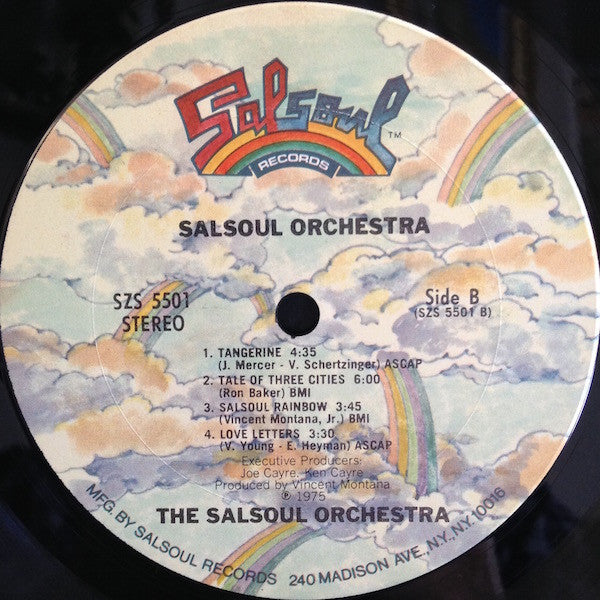 Salsoul TM
RECORDS
SALSOUL ORCHESTRA
SZS 5501
STEREO
Side B
(SZS 5501 B)
1. TANGERINE 4:35
(J. Mercer - V. Schertzinger) ASCAP
2. TALE OF THREE CITIES 6:00
(Ron Baker) BMI
3. SALSOUL RAINBOW 3:45
(Vincent Montana, Jr.) BMI
4. LOVE LETTERS 3:30
(V. Young - E. Heyman) ASCAP
Executive Producers:
Joe Cayre, Ken Cayre
Produced by Vincent Montana
℗ 1975
THE SALSOUL ORCHESTRA
MFG. BY SALSOUL RECORDS 240 MADISON AVE., N.Y., N.Y. 10016